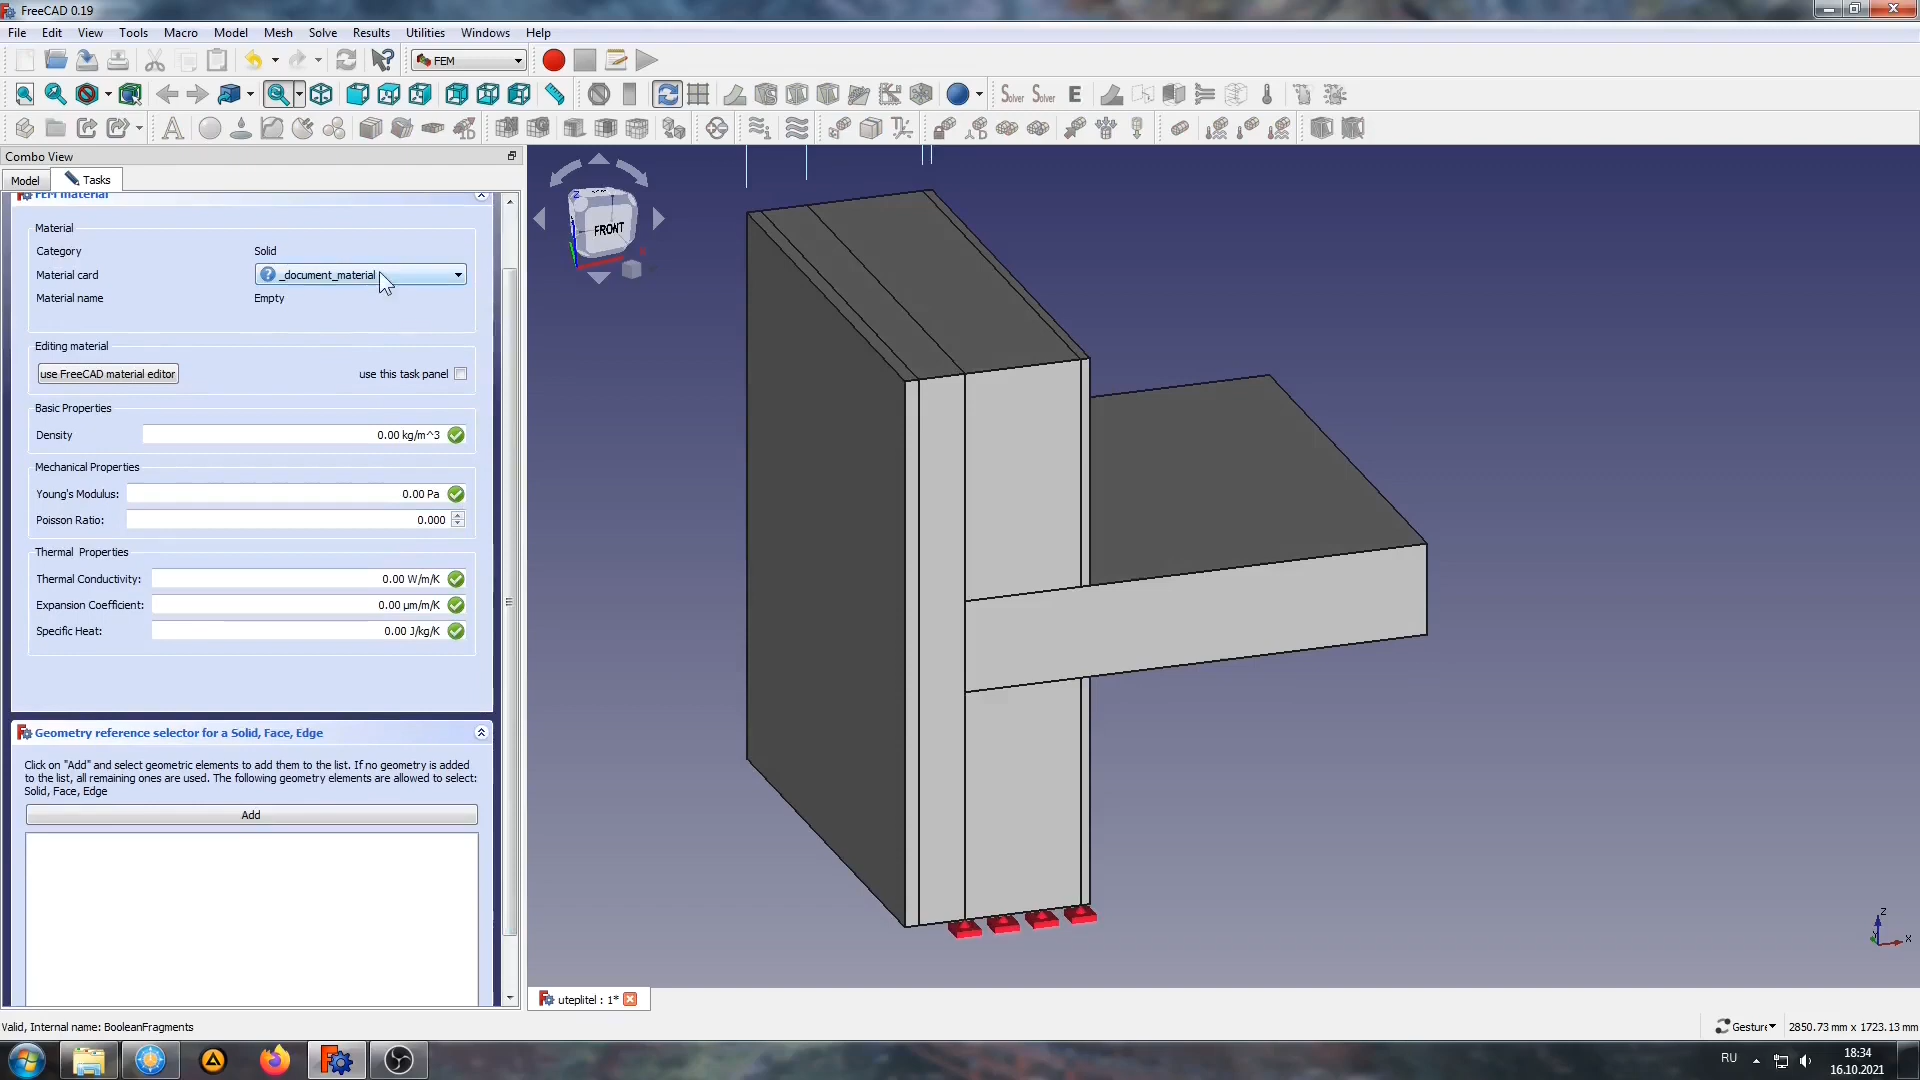 FreeCAD 0.19
File Edit View Tools Macro Model Mesh Solve Results Utilities Windows Help
FEM
Solver Solver E
A 1D
Combo View
Model Tasks
FEM material
Material
Category Solid
Material card _document_material
Material name Empty
Editing material
use FreeCAD material editor use this task panel
Basic Properties
Density 0.00 kg/m^3
Mechanical Properties
Young's Modulus: 0.00 Pa
Poisson Ratio: 0.000
Thermal Properties
Thermal Conductivity: 0.00 W/m/K
Expansion Coefficient: 0.00 µm/m/K
Specific Heat: 0.00 J/kg/K
Geometry reference selector for a Solid, Face, Edge
Click on "Add" and select geometric elements to add them to the list. If no geometry is added
to the list, all remaining ones are used. The following geometry elements are allowed to select:
Solid, Face, Edge
Add
Z
FRONT
Z
Y
X
uteplitel : 1*
Valid, Internal name: BooleanFragments
Gesture 2850.73 mm x 1723.13 mm
RU
18:34
16.10.2021